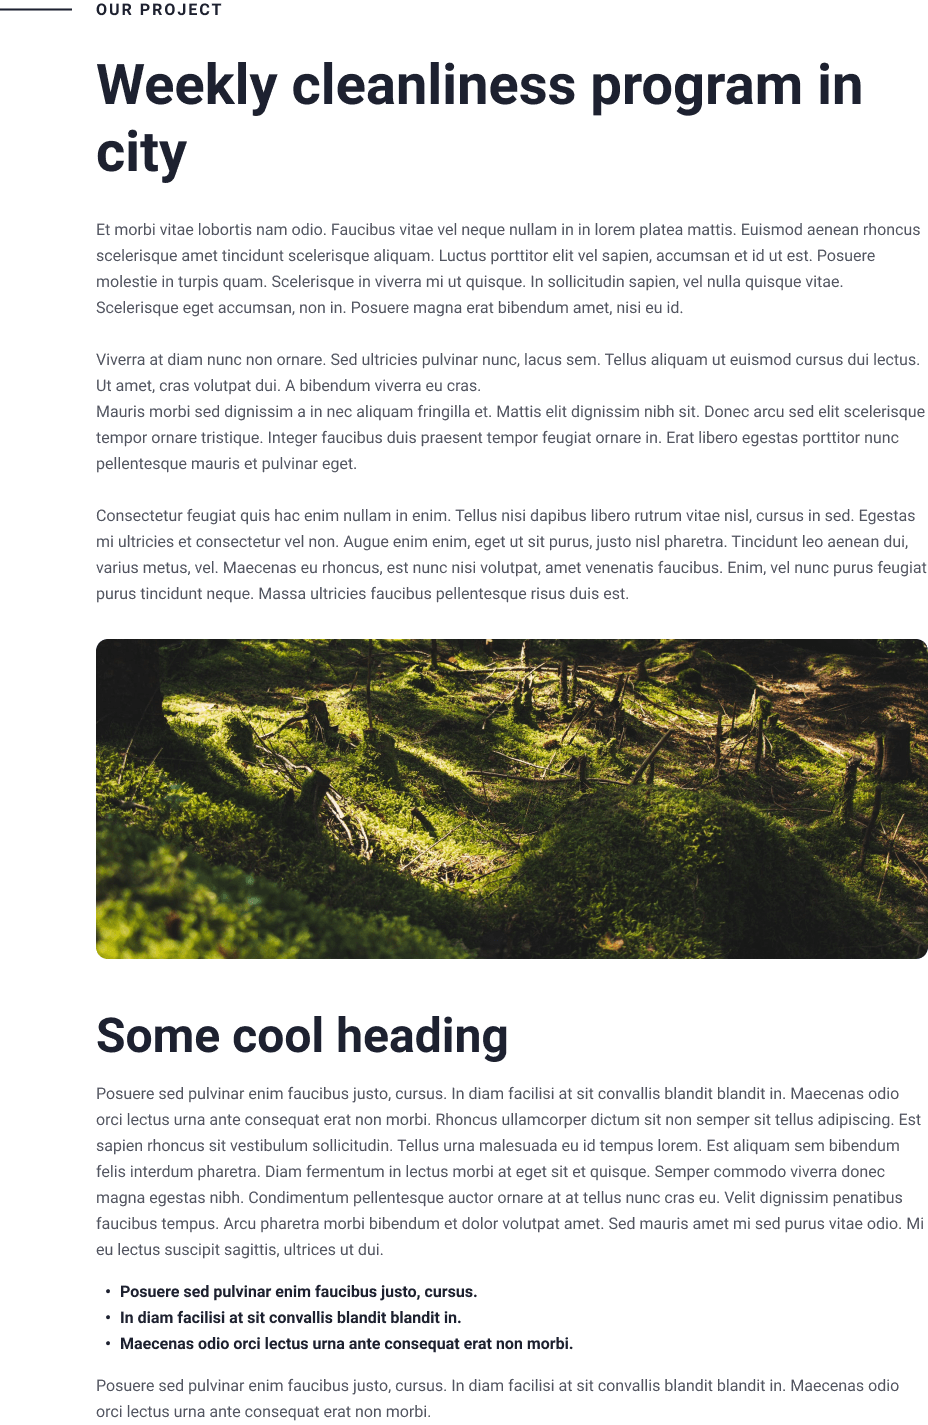 OUR PROJECT
Weekly cleanliness program in
city
Et morbi vitae lobortis nam odio. Faucibus vitae vel neque nullam in in lorem platea mattis. Euismod aenean rhoncus
scelerisque amet tincidunt scelerisque aliquam. Luctus porttitor elit vel sapien, accumsan et id ut est. Posuere
molestie in turpis quam. Scelerisque in viverra mi ut quisque. In sollicitudin sapien, vel nulla quisque vitae.
Scelerisque eget accumsan, non in. Posuere magna erat bibendum amet, nisi eu id.
Viverra at diam nunc non ornare. Sed ultricies pulvinar nunc, lacus sem. Tellus aliquam ut euismod cursus dui lectus.
Ut amet, cras volutpat dui. A bibendum viverra eu cras.
Mauris morbi sed dignissim a in nec aliquam fringilla et. Mattis elit dignissim nibh sit. Donec arcu sed elit scelerisque
tempor ornare tristique. Integer faucibus duis praesent tempor feugiat ornare in. Erat libero egestas porttitor nunc
pellentesque mauris et pulvinar eget.
Consectetur feugiat quis hac enim nullam in enim. Tellus nisi dapibus libero rutrum vitae nisl, cursus in sed. Egestas
mi ultricies et consectetur vel non. Augue enim enim, eget ut sit purus, justo nisl pharetra. Tincidunt leo aenean dui,
varius metus, vel. Maecenas eu rhoncus, est nunc nisi volutpat, amet venenatis faucibus. Enim, vel nunc purus feugiat
purus tincidunt neque. Massa ultricies faucibus pellentesque risus duis est.
Some cool heading
Posuere sed pulvinar enim faucibus justo, cursus. In diam facilisi at sit convallis blandit blandit in. Maecenas odio
orci lectus urna ante consequat erat non morbi. Rhoncus ullamcorper dictum sit non semper sit tellus adipiscing. Est
sapien rhoncus sit vestibulum sollicitudin. Tellus urna malesuada eu id tempus lorem. Est aliquam sem bibendum
felis interdum pharetra. Diam fermentum in lectus morbi at eget sit et quisque. Semper commodo viverra donec
magna egestas nibh. Condimentum pellentesque auctor ornare at at tellus nunc cras eu. Velit dignissim penatibus
faucibus tempus. Arcu pharetra morbi bibendum et dolor volutpat amet. Sed mauris amet mi sed purus vitae odio. Mi
eu lectus suscipit sagittis, ultrices ut dui.
• Posuere sed pulvinar enim faucibus justo, cursus.
• In diam facilisi at sit convallis blandit blandit in.
• Maecenas odio orci lectus urna ante consequat erat non morbi.
Posuere sed pulvinar enim faucibus justo, cursus. In diam facilisi at sit convallis blandit blandit in. Maecenas odio
orci lectus urna ante consequat erat non morbi.